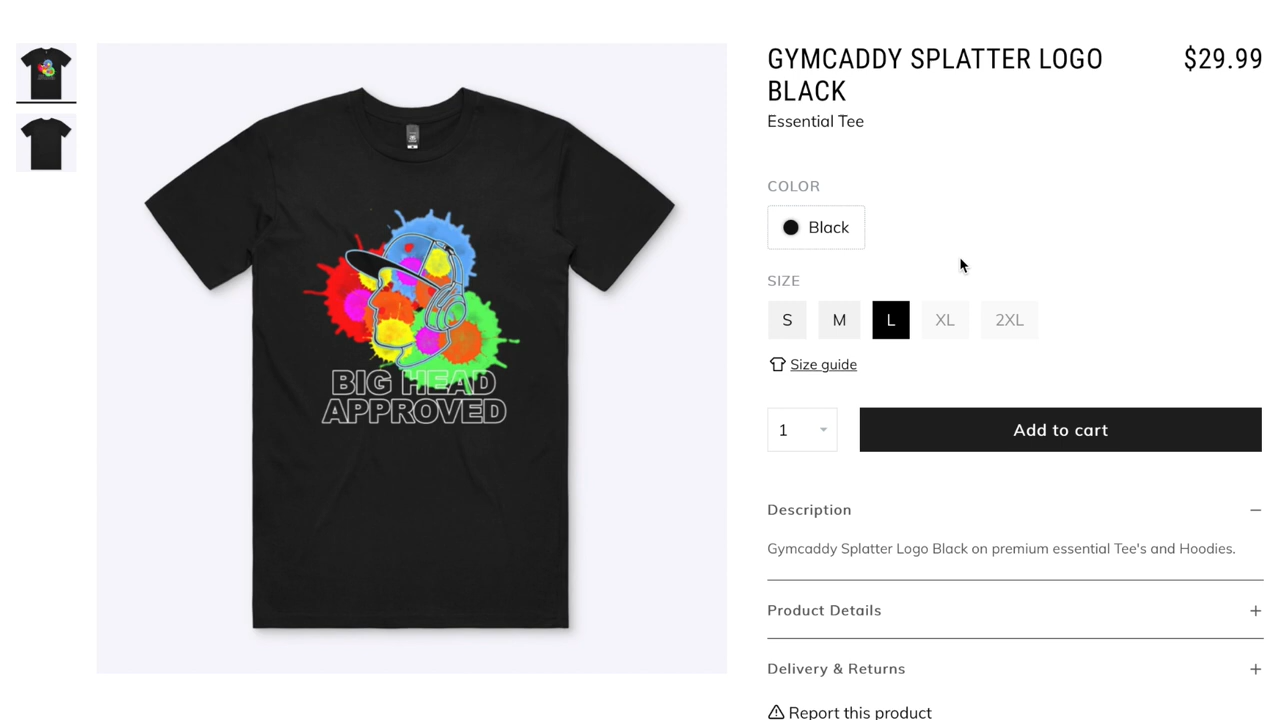 BIG HEAD
APPROVED
GYMCADDY SPLATTER LOGO
BLACK
$29.99
Essential Tee
COLOR
Black
SIZE
S M L XL 2XL
Size guide
1
Add to cart
Description
Gymcaddy Splatter Logo Black on premium essential Tee's and Hoodies.
Product Details
Delivery & Returns
Report this product